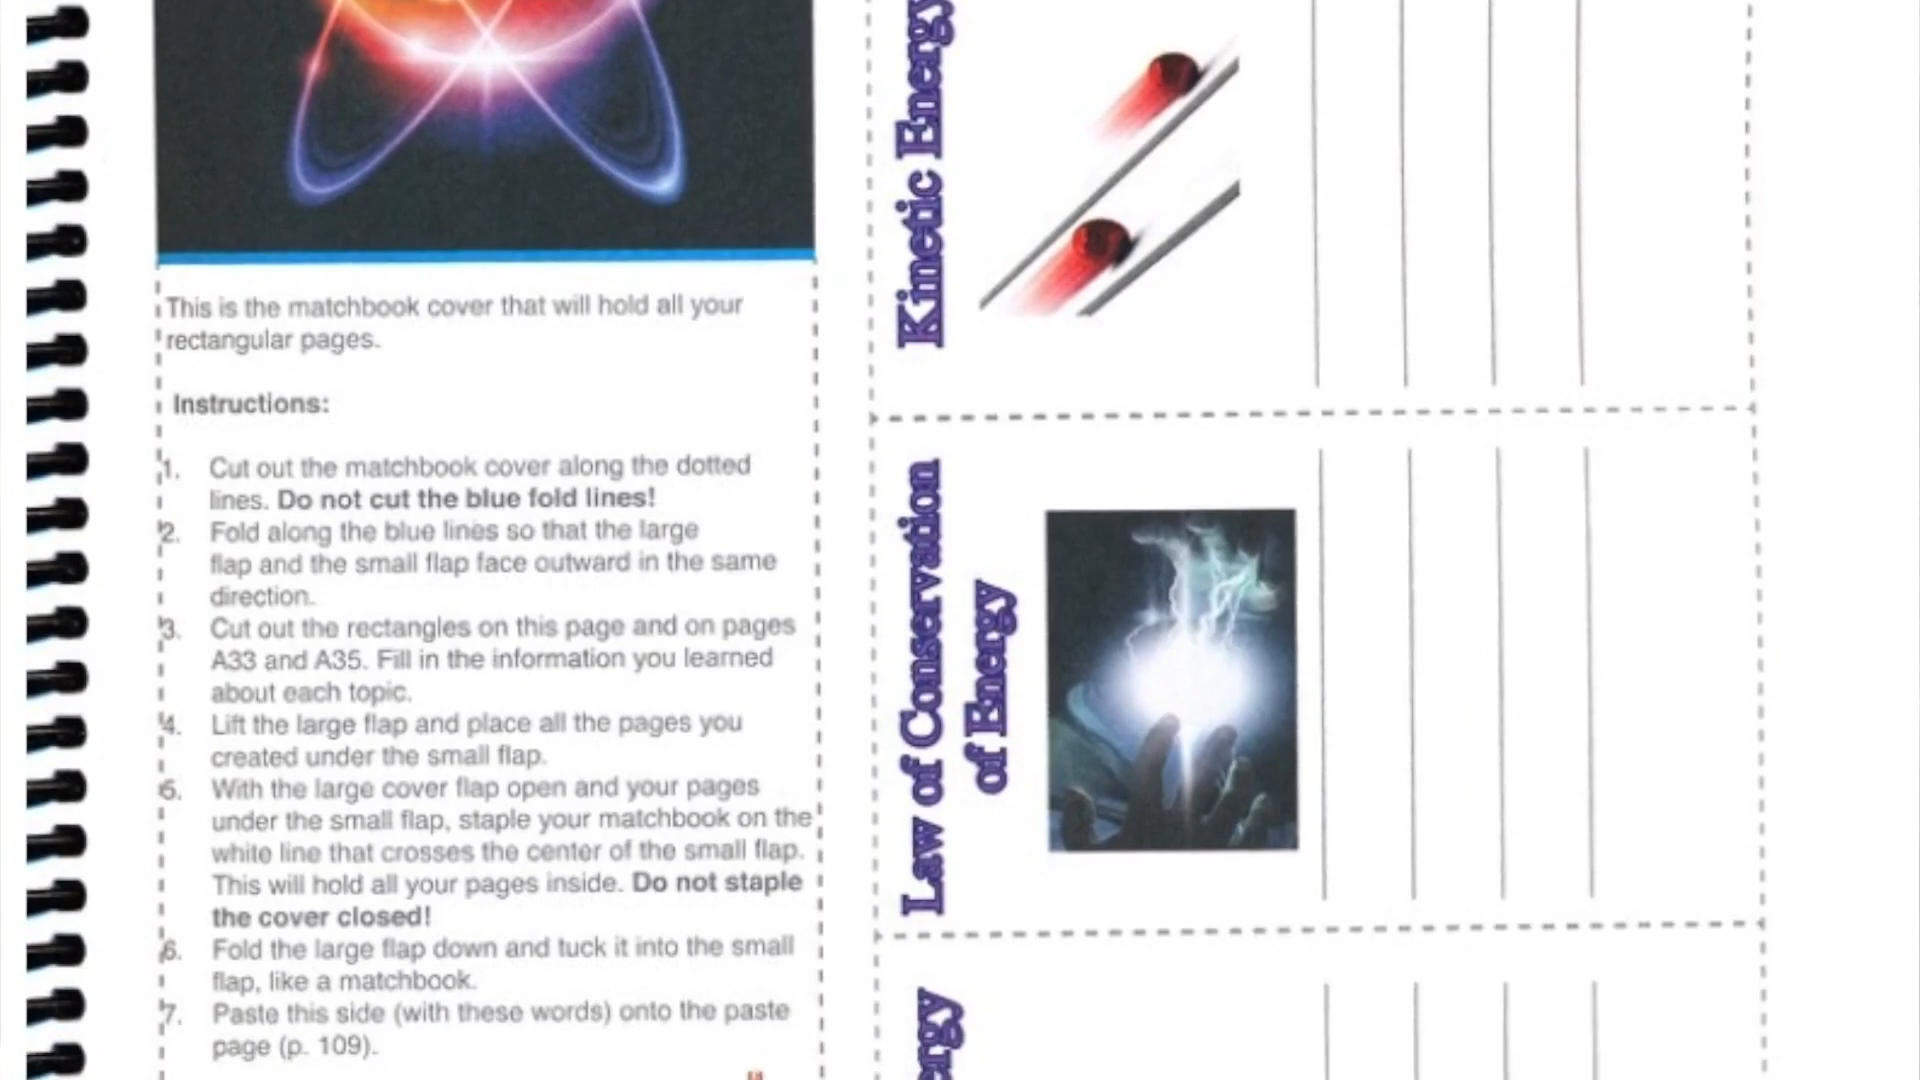 This is the matchbook cover that will hold all your
rectangular pages.
Instructions:
1. Cut out the matchbook cover along the dotted
lines. Do not cut the blue fold lines!
2. Fold along the blue lines so that the large
flap and the small flap face outward in the same
direction.
3. Cut out the rectangles on this page and on pages
A33 and A35. Fill in the information you learned
about each topic.
4. Lift the large flap and place all the pages you
created under the small flap.
5. With the large cover flap open and your pages
under the small flap, staple your matchbook on the
white line that crosses the center of the small flap.
This will hold all your pages inside. Do not staple
the cover closed!
6. Fold the large flap down and tuck it into the small
flap, like a matchbook.
7. Paste this side (with these words) onto the paste
page (p. 109).
Kinetic Energy
Law of Conservation
of Energy